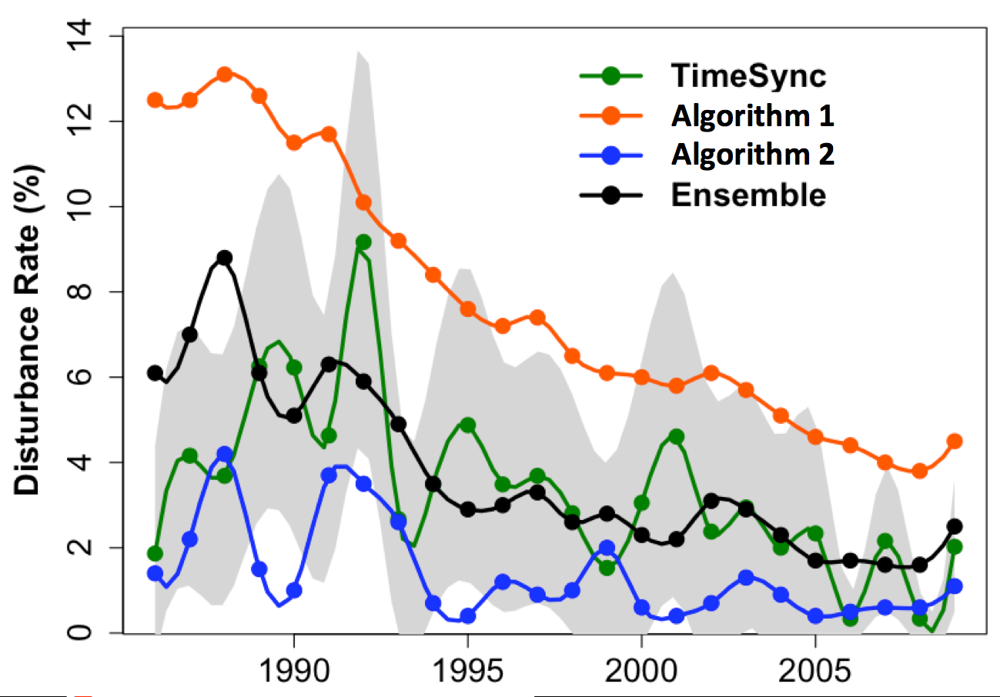 Disturbance Rate (%)
14
12
10
8
6
4
2
0
TimeSync
Algorithm 1
Algorithm 2
Ensemble
1990 1995 2000 2005